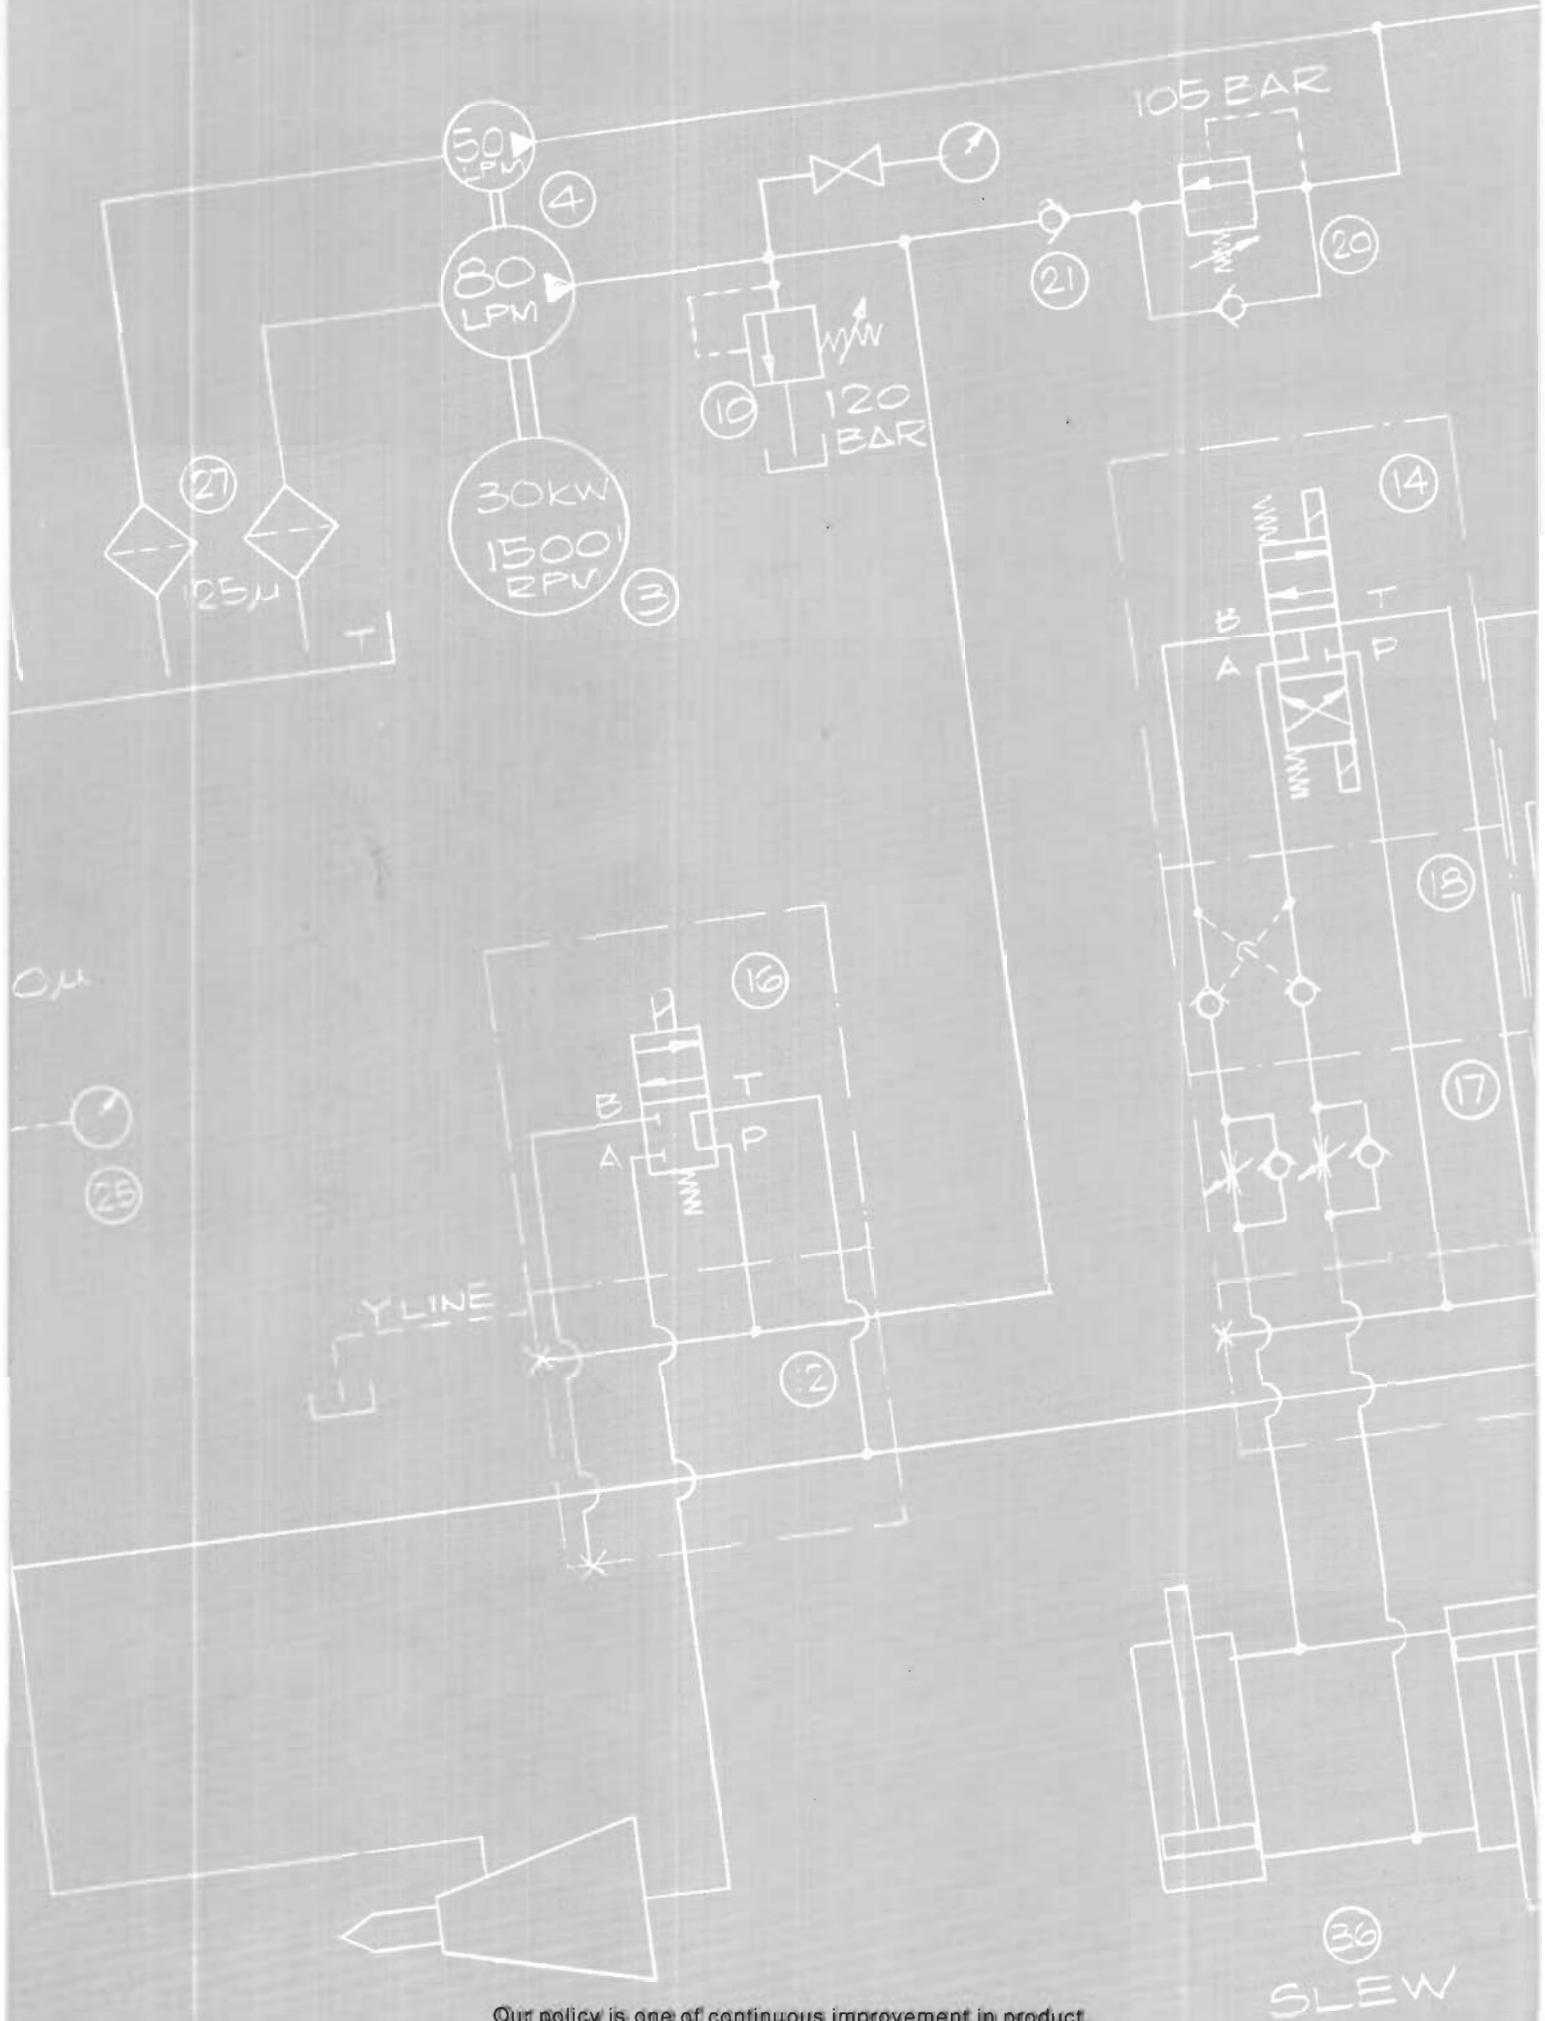 105 BAR
50
LPM
4
80
LPM
21
20
10
120
BAR
27
125μ
T
30KW
1500
RPM
3
14
B
T
A
P
18
0μ
16
B
T
A
P
17
25
Y LINE
12
36
SLEW
Our policy is one of continuous improvement in product.